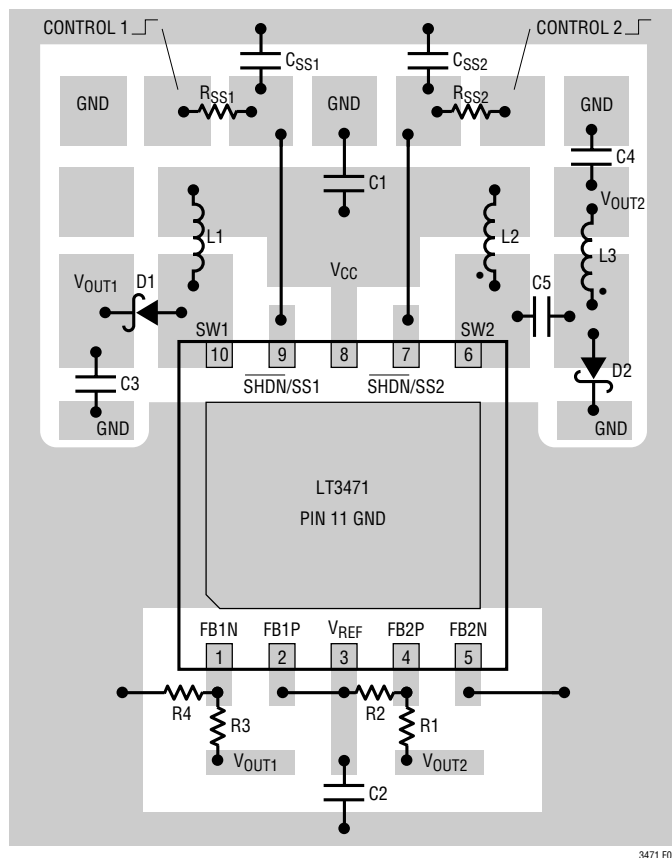 CONTROL 1
CONTROL 2
CSS1
CSS2
GND
RSS1
GND
RSS2
GND
C4
C1
VOUT2
L1
L2
L3
VCC
VOUT1
D1
C5
SW1
SW2
10
9
8
7
6
D2
SHDN/SS1
SHDN/SS2
C3
GND
GND
LT3471
PIN 11 GND
FB1N
FB1P
VREF
FB2P
FB2N
1
2
3
4
5
R4
R3
R2
R1
VOUT1
VOUT2
C2
3471 F0